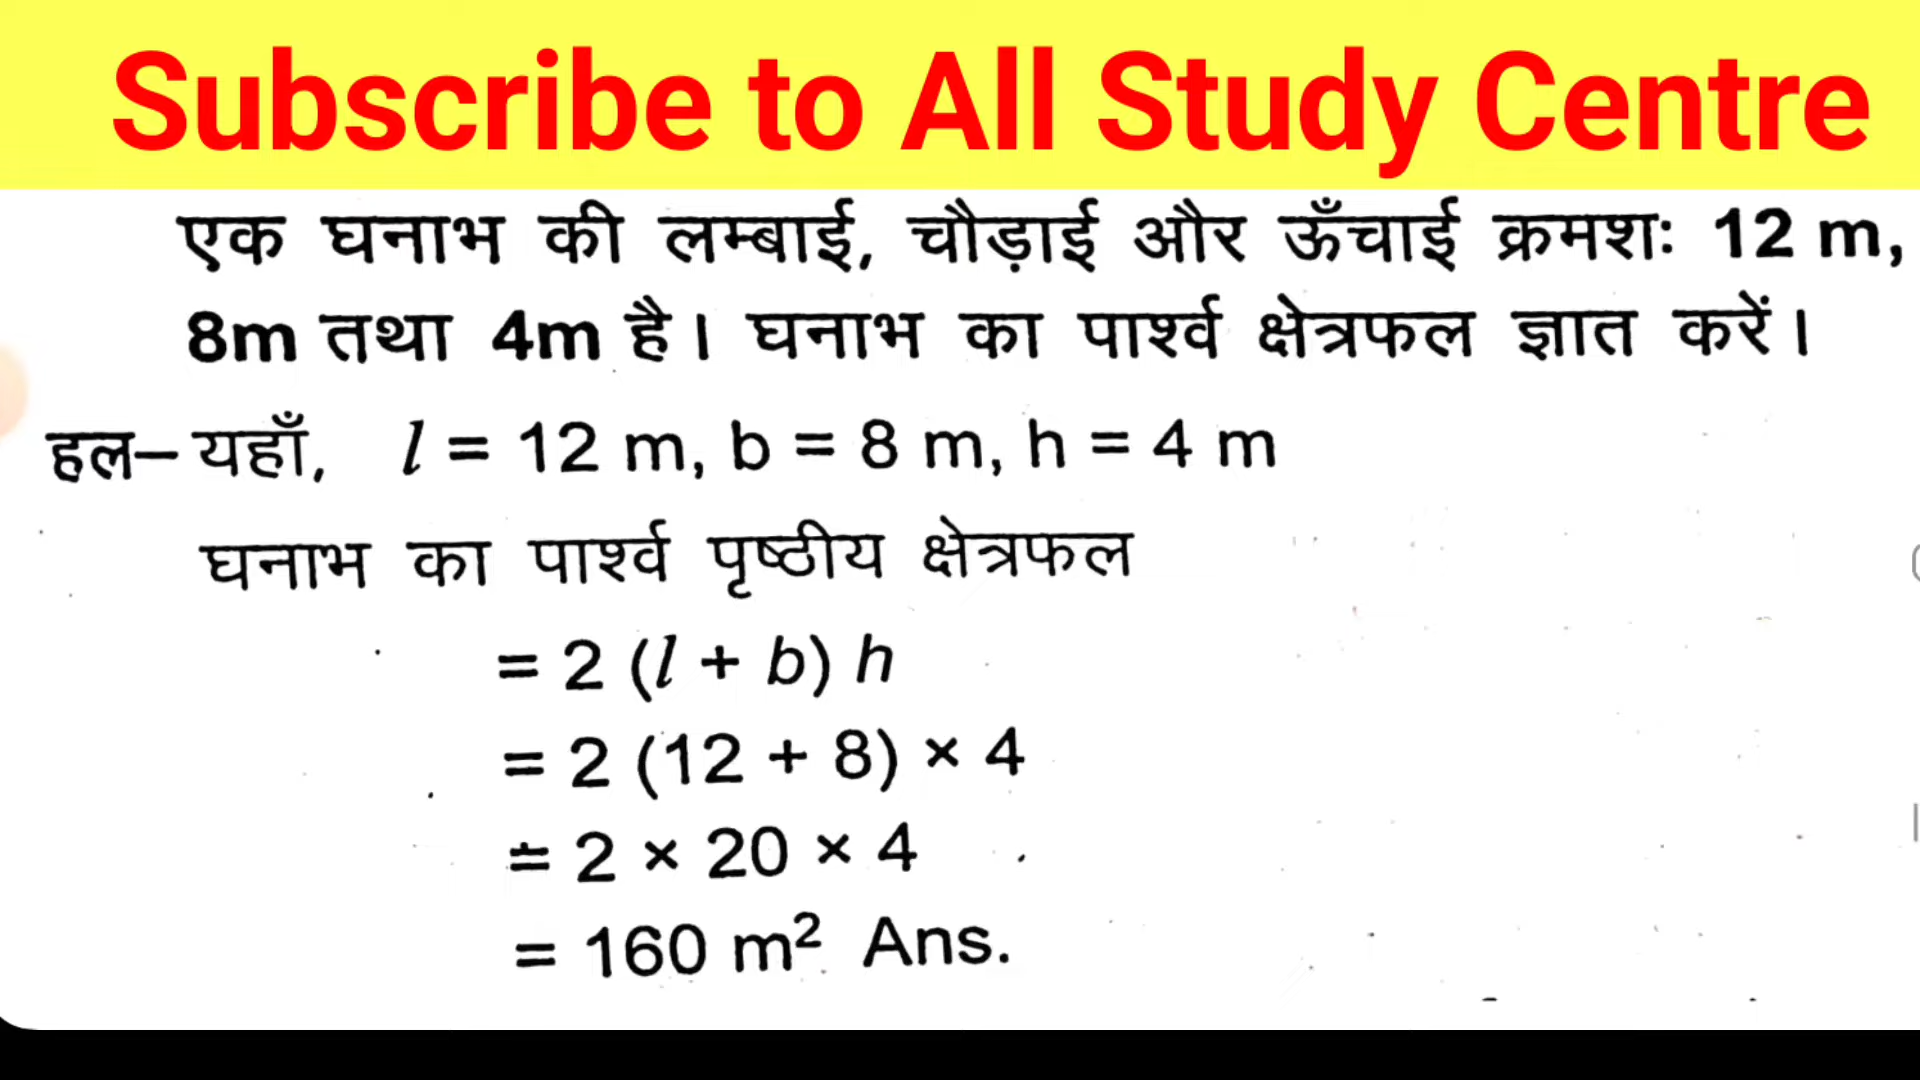 Subscribe to All Study Centre
एक घनाभ की लम्बाई, चौड़ाई और ऊँचाई क्रमशः 12 m,
8m तथा 4m है। घनाभ का पार्श्व क्षेत्रफल ज्ञात करें।
हल– यहाँ, l = 12 m, b = 8 m, h = 4 m
घनाभ का पार्श्व पृष्ठीय क्षेत्रफल
= 2 (l + b) h
= 2 (12 + 8) × 4
= 2 × 20 × 4
= 160 m² Ans.